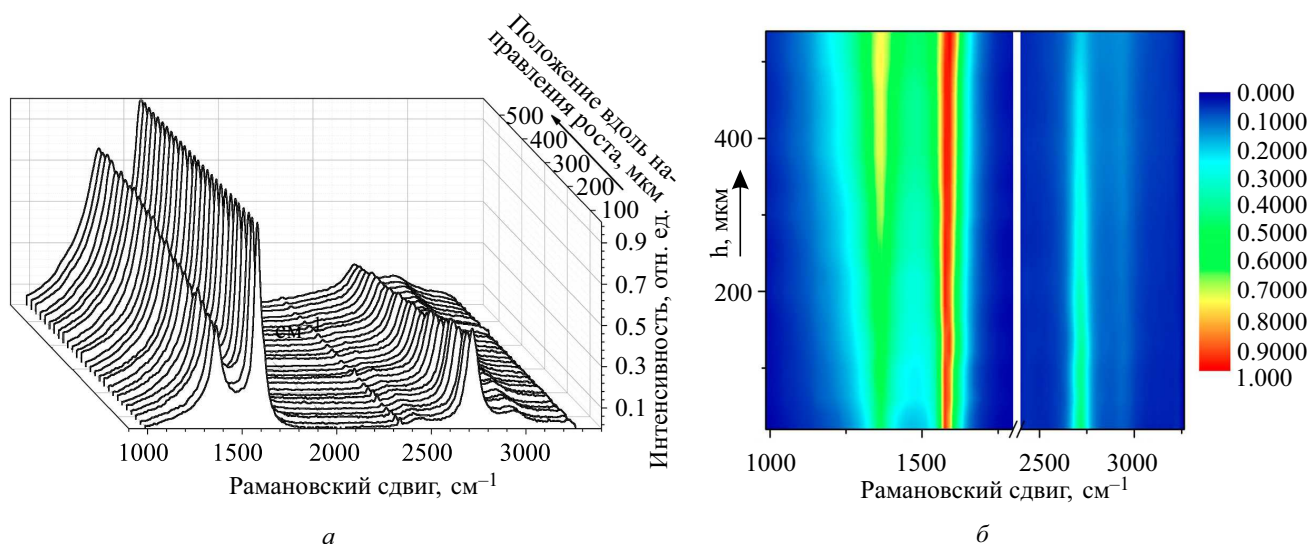 Положение вдоль на-
правления роста, мкм
500
400
300
200
100
0.9
0.7
0.5
0.3
0.1
Интенсивность, отн. ед.
см–1
1000 1500 2000 2500 3000
Рамановский сдвиг, см–1
а
400
200
h, мкм
1000 1500 2500 3000
Рамановский сдвиг, см–1
б
0.000
0.1000
0.2000
0.3000
0.4000
0.5000
0.6000
0.7000
0.8000
0.9000
1.000